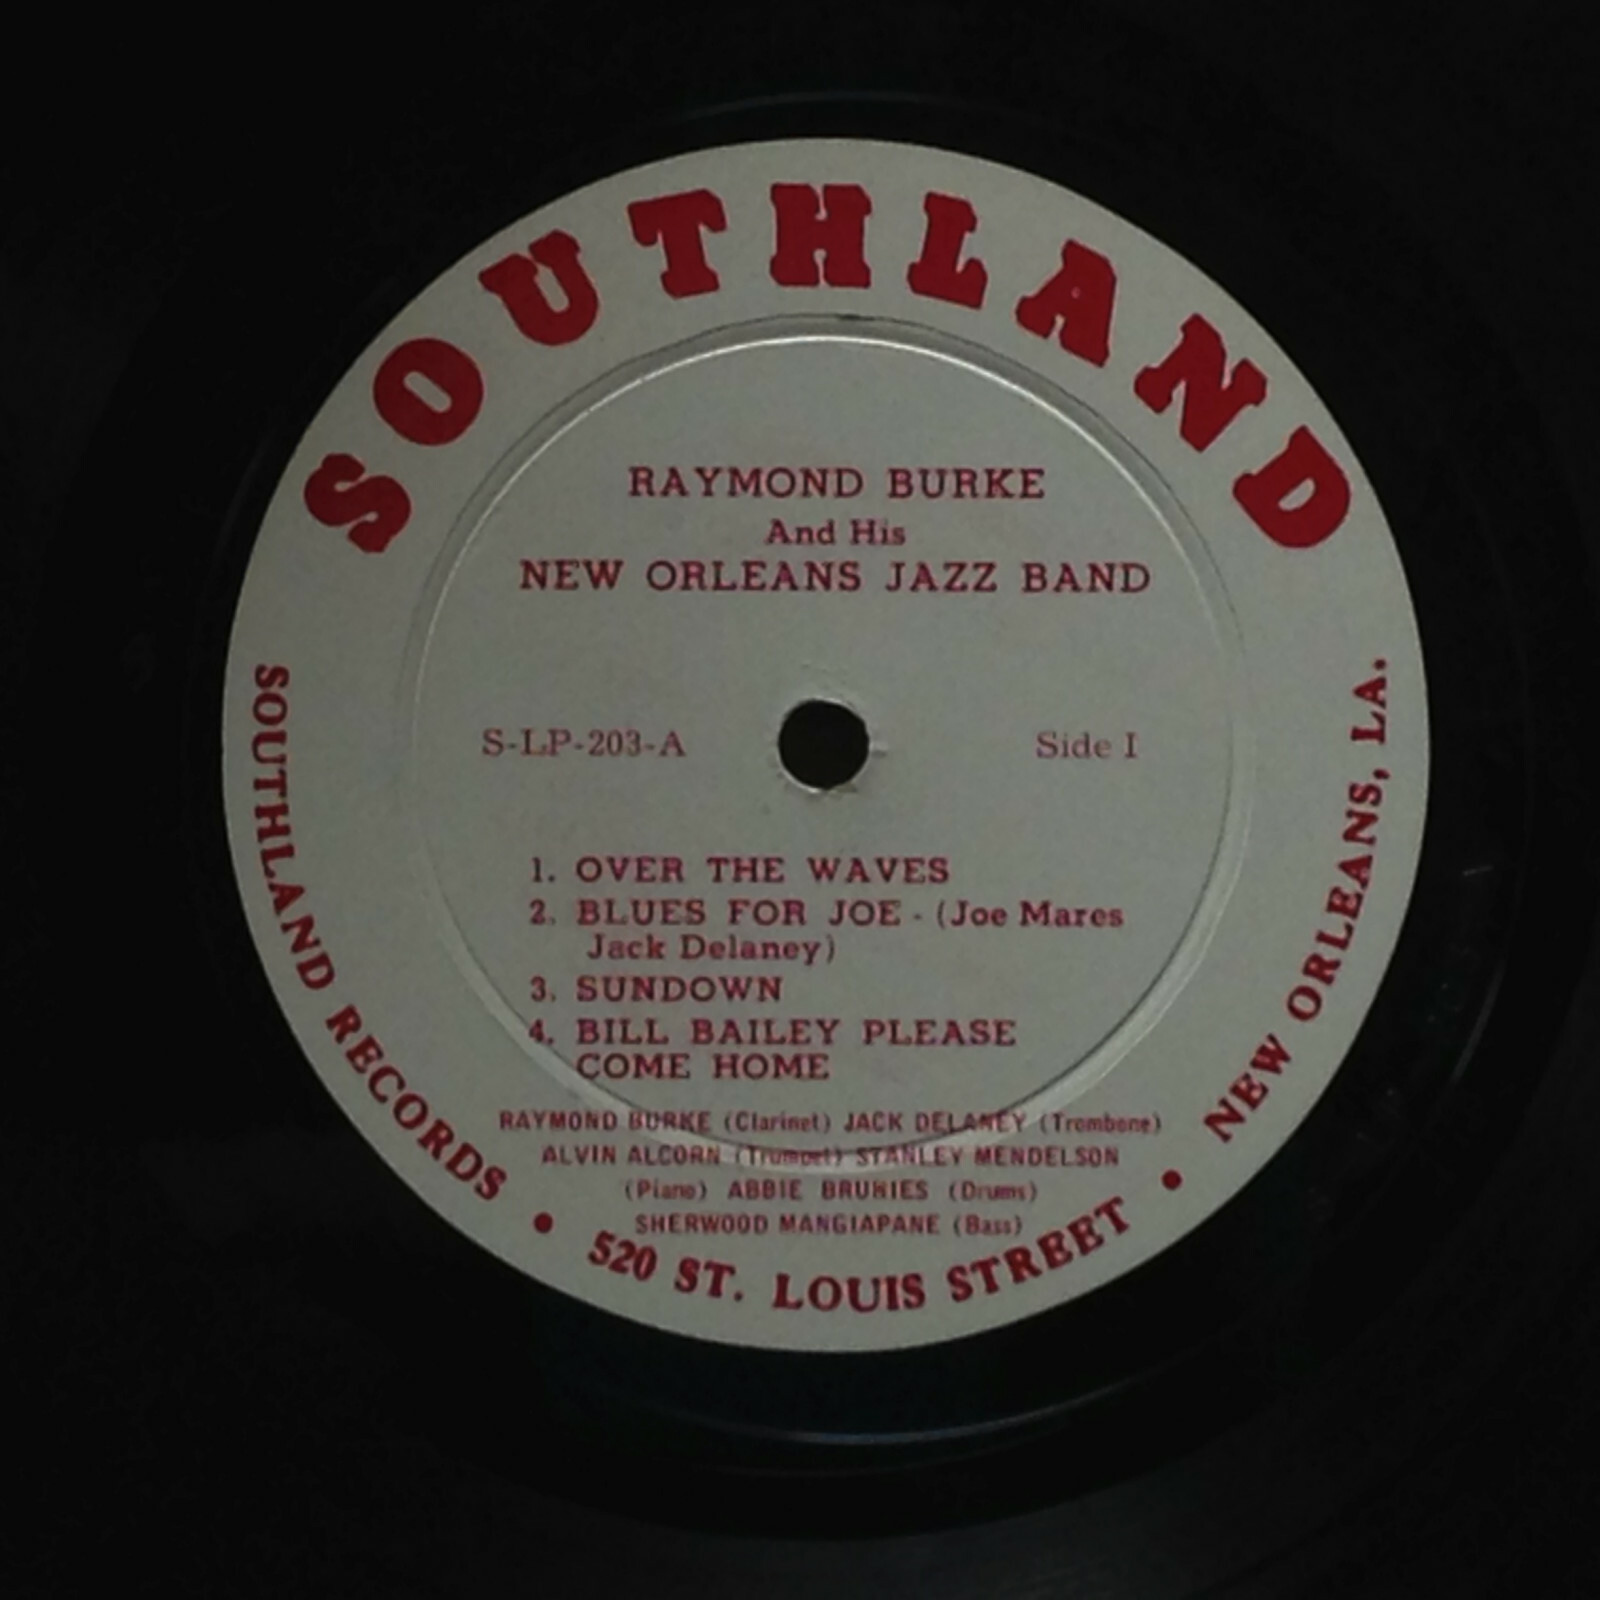 SOUTHLAND
RAYMOND BURKE
And His
NEW ORLEANS JAZZ BAND
S-LP-203-A
Side I
1. OVER THE WAVES
2. BLUES FOR JOE - (Joe Mares
Jack Delaney)
3. SUNDOWN
4. BILL BAILEY PLEASE
COME HOME
RAYMOND BURKE (Clarinet) JACK DELANEY (Trombone)
ALVIN ALCORN (Trumpet) STANLEY MENDELSON
(Piano) ABBIE BRUNIES (Drums)
SHERWOOD MANGIAPANE (Bass)
SOUTHLAND RECORDS • 520 ST. LOUIS STREET • NEW ORLEANS, LA.